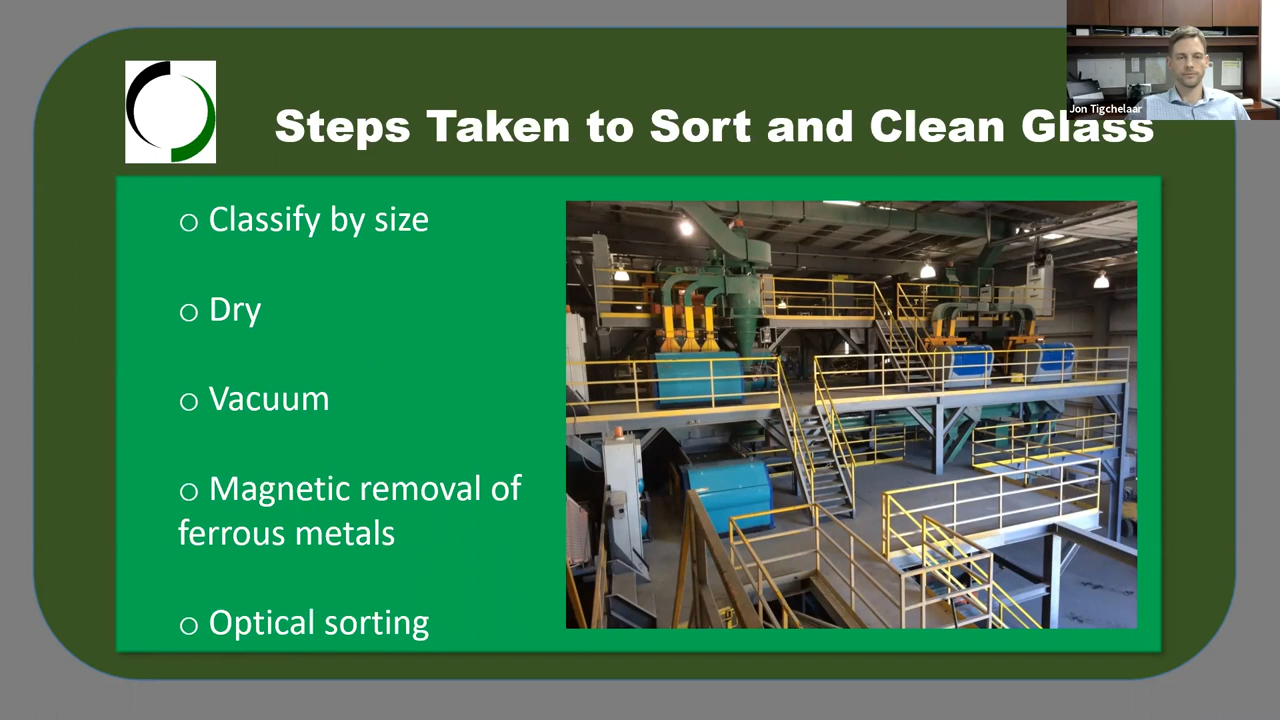 Jon Tigchelaar
Steps Taken to Sort and Clean Glass
○ Classify by size
○ Dry
○ Vacuum
○ Magnetic removal of
ferrous metals
○ Optical sorting